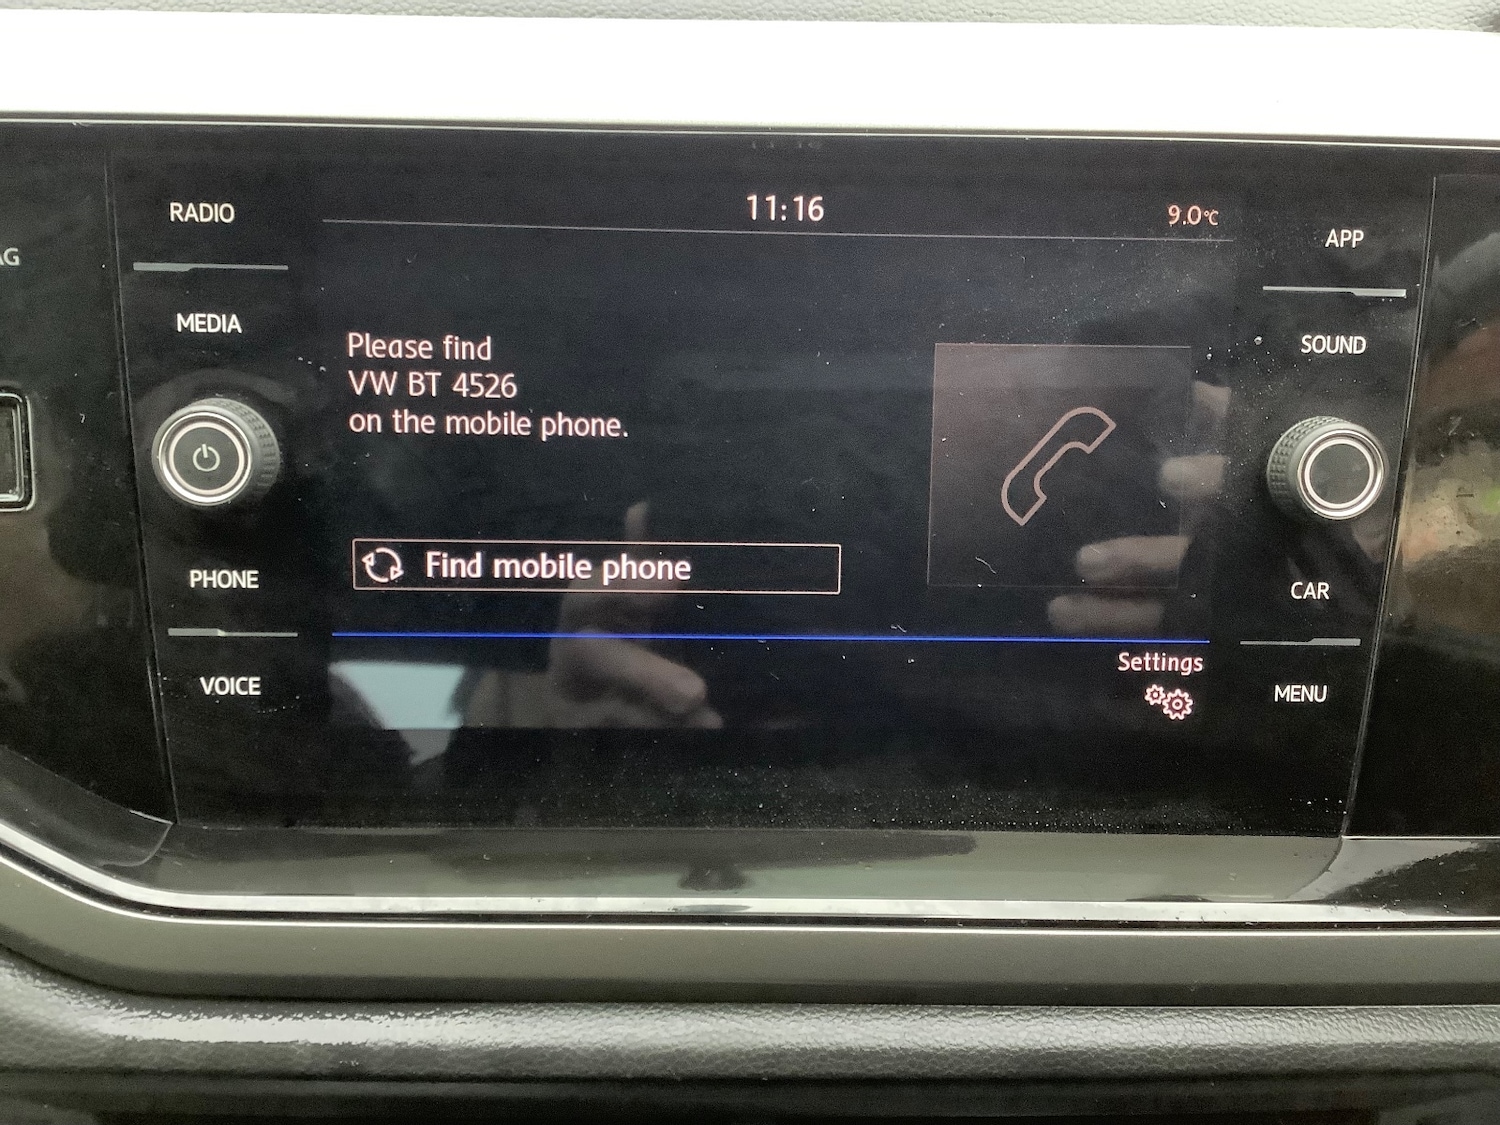 RADIO
11:16
9.0°C
APP
AG
MEDIA
SOUND
Please find
VW BT 4526
on the mobile phone.
Find mobile phone
PHONE
CAR
Settings
VOICE
MENU